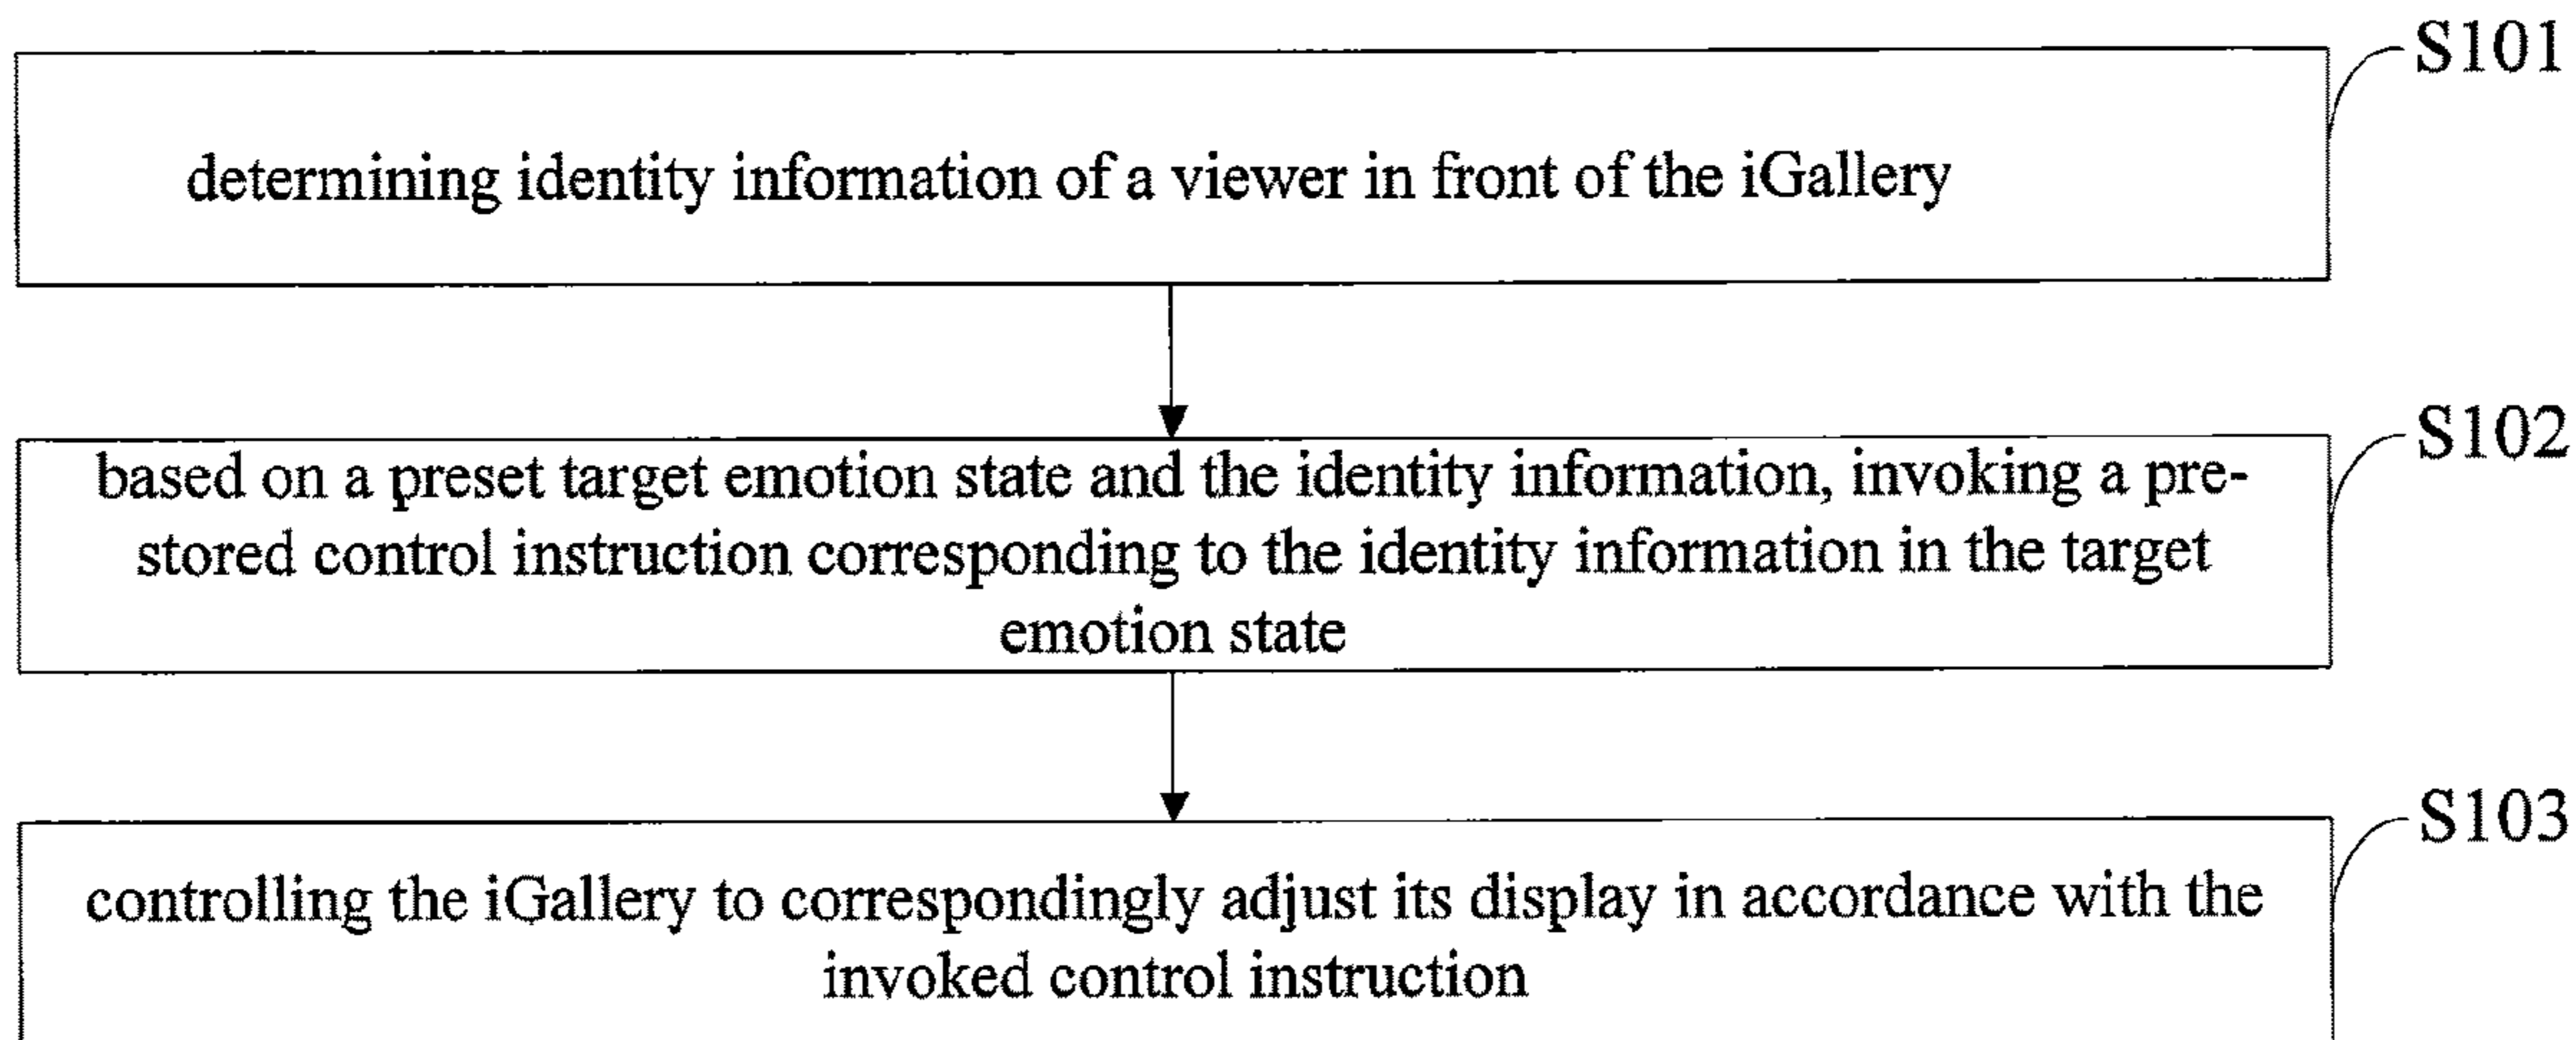 S101
determining identity information of a viewer in front of the iGallery
S102
based on a preset target emotion state and the identity information, invoking a pre-
stored control instruction corresponding to the identity information in the target
emotion state
S103
controlling the iGallery to correspondingly adjust its display in accordance with the
invoked control instruction